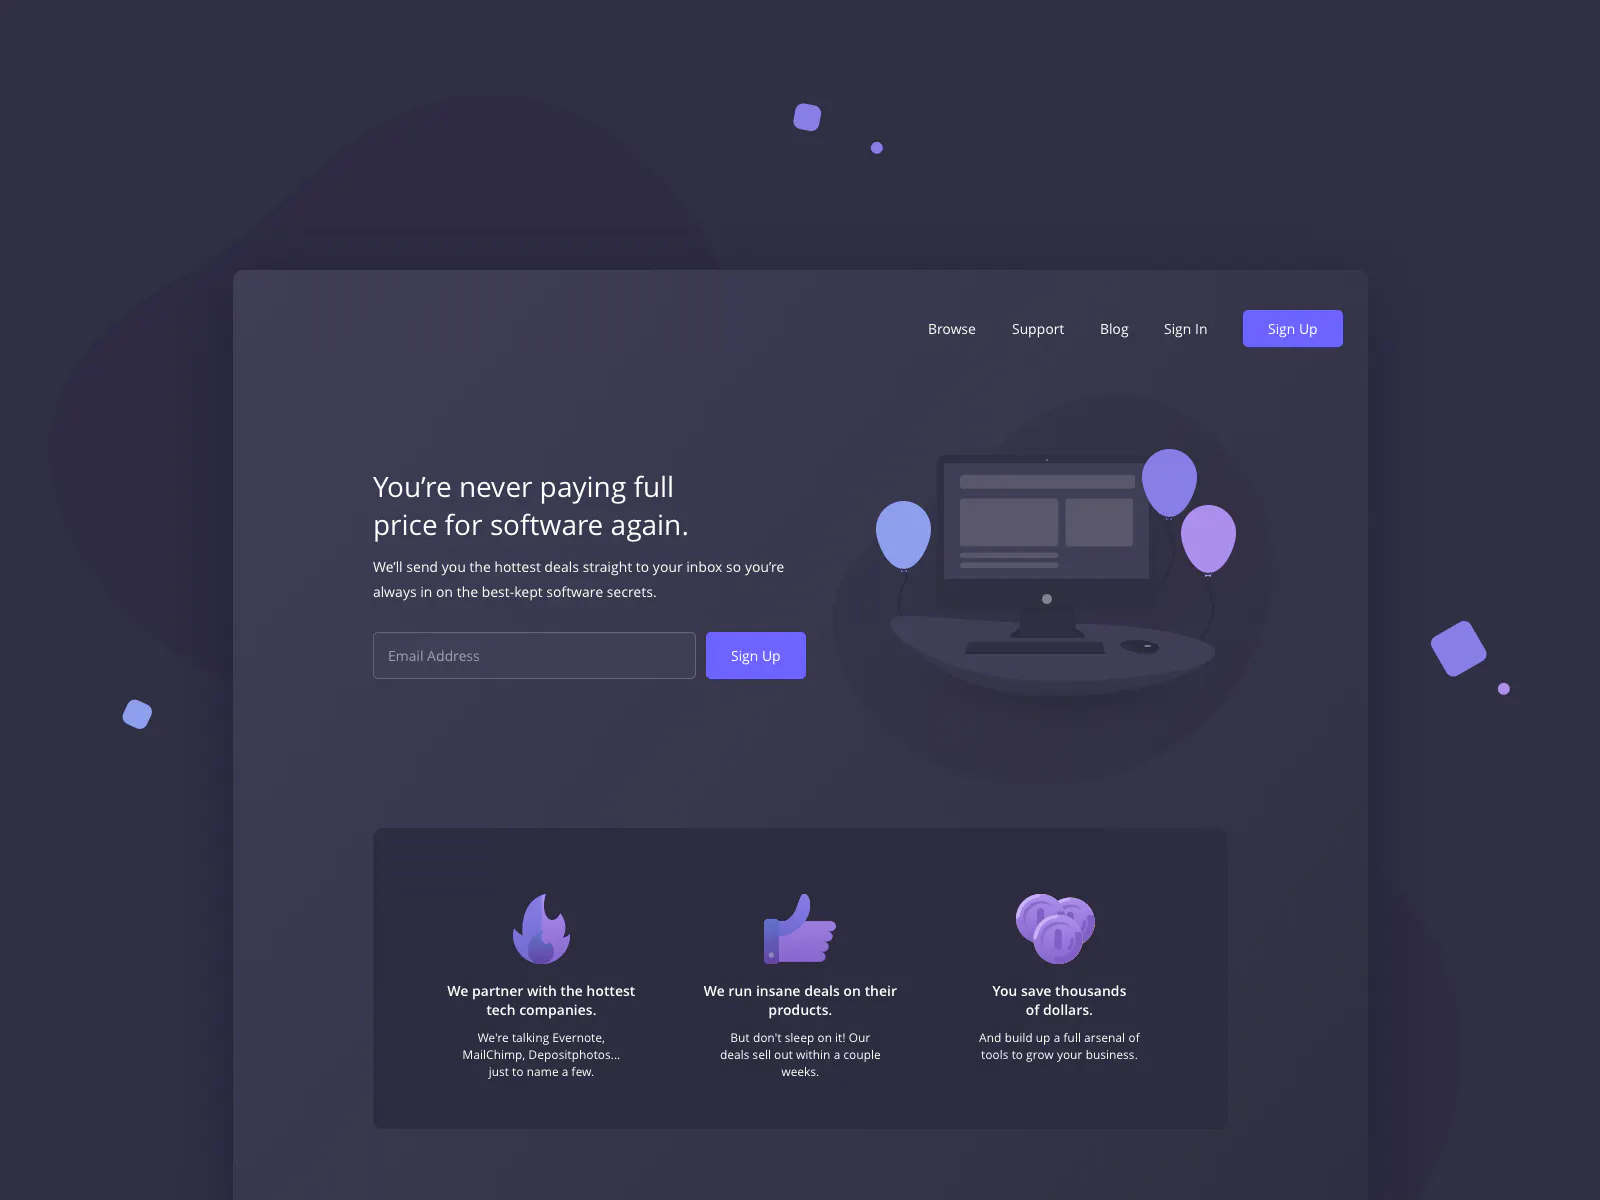 Browse
Support
Blog
Sign In
Sign Up
You’re never paying full
price for software again.
We’ll send you the hottest deals straight to your inbox so you’re
always in on the best-kept software secrets.
Email Address
Sign Up
We partner with the hottest
tech companies.
We're talking Evernote,
MailChimp, Depositphotos...
just to name a few.
We run insane deals on their
products.
But don't sleep on it! Our
deals sell out within a couple
weeks.
You save thousands
of dollars.
And build up a full arsenal of
tools to grow your business.